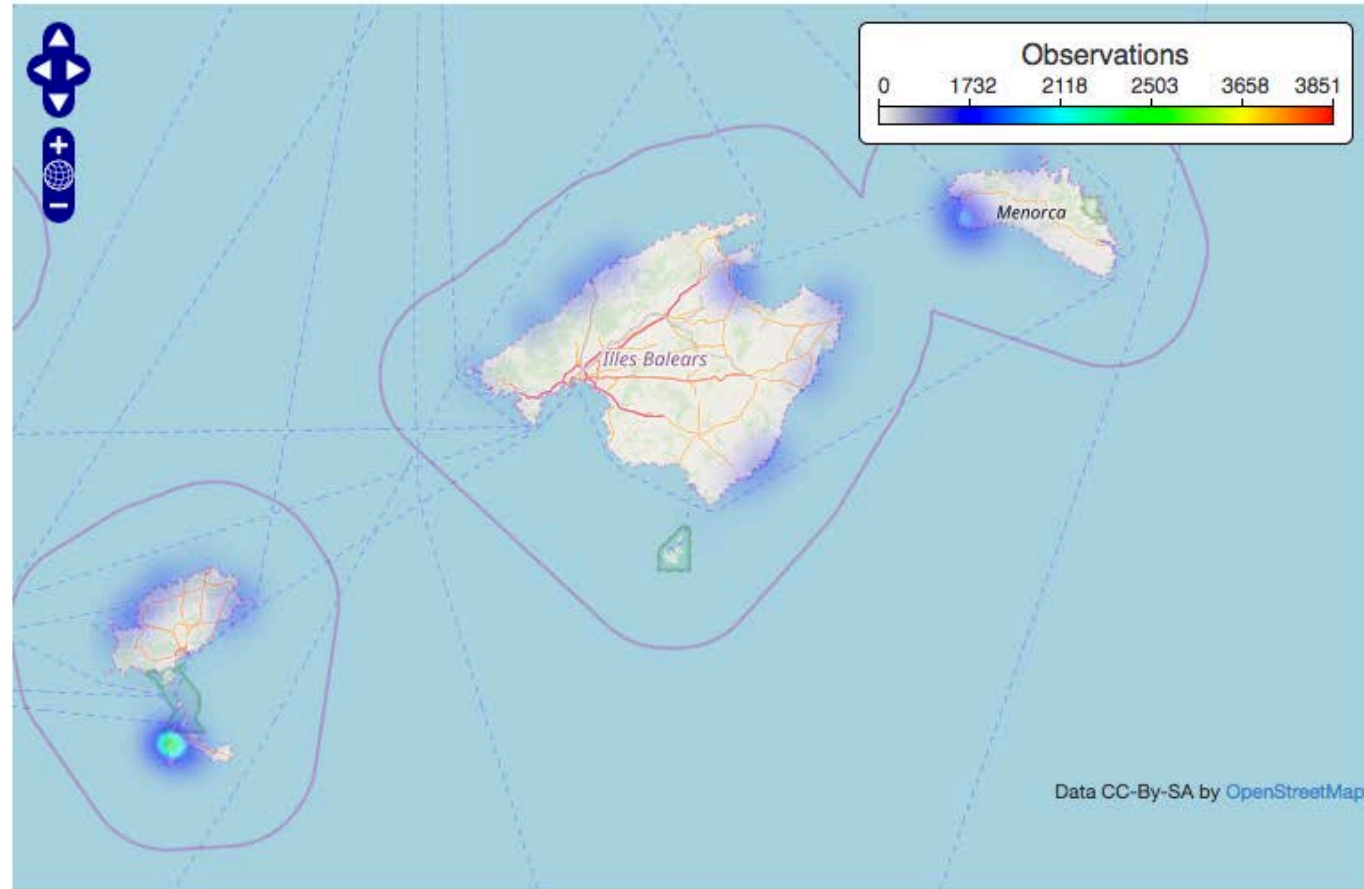 Observations
0 1732 2118 2503 3658 3851
+
−
Menorca
Illes Balears
Data CC-By-SA by OpenStreetMap